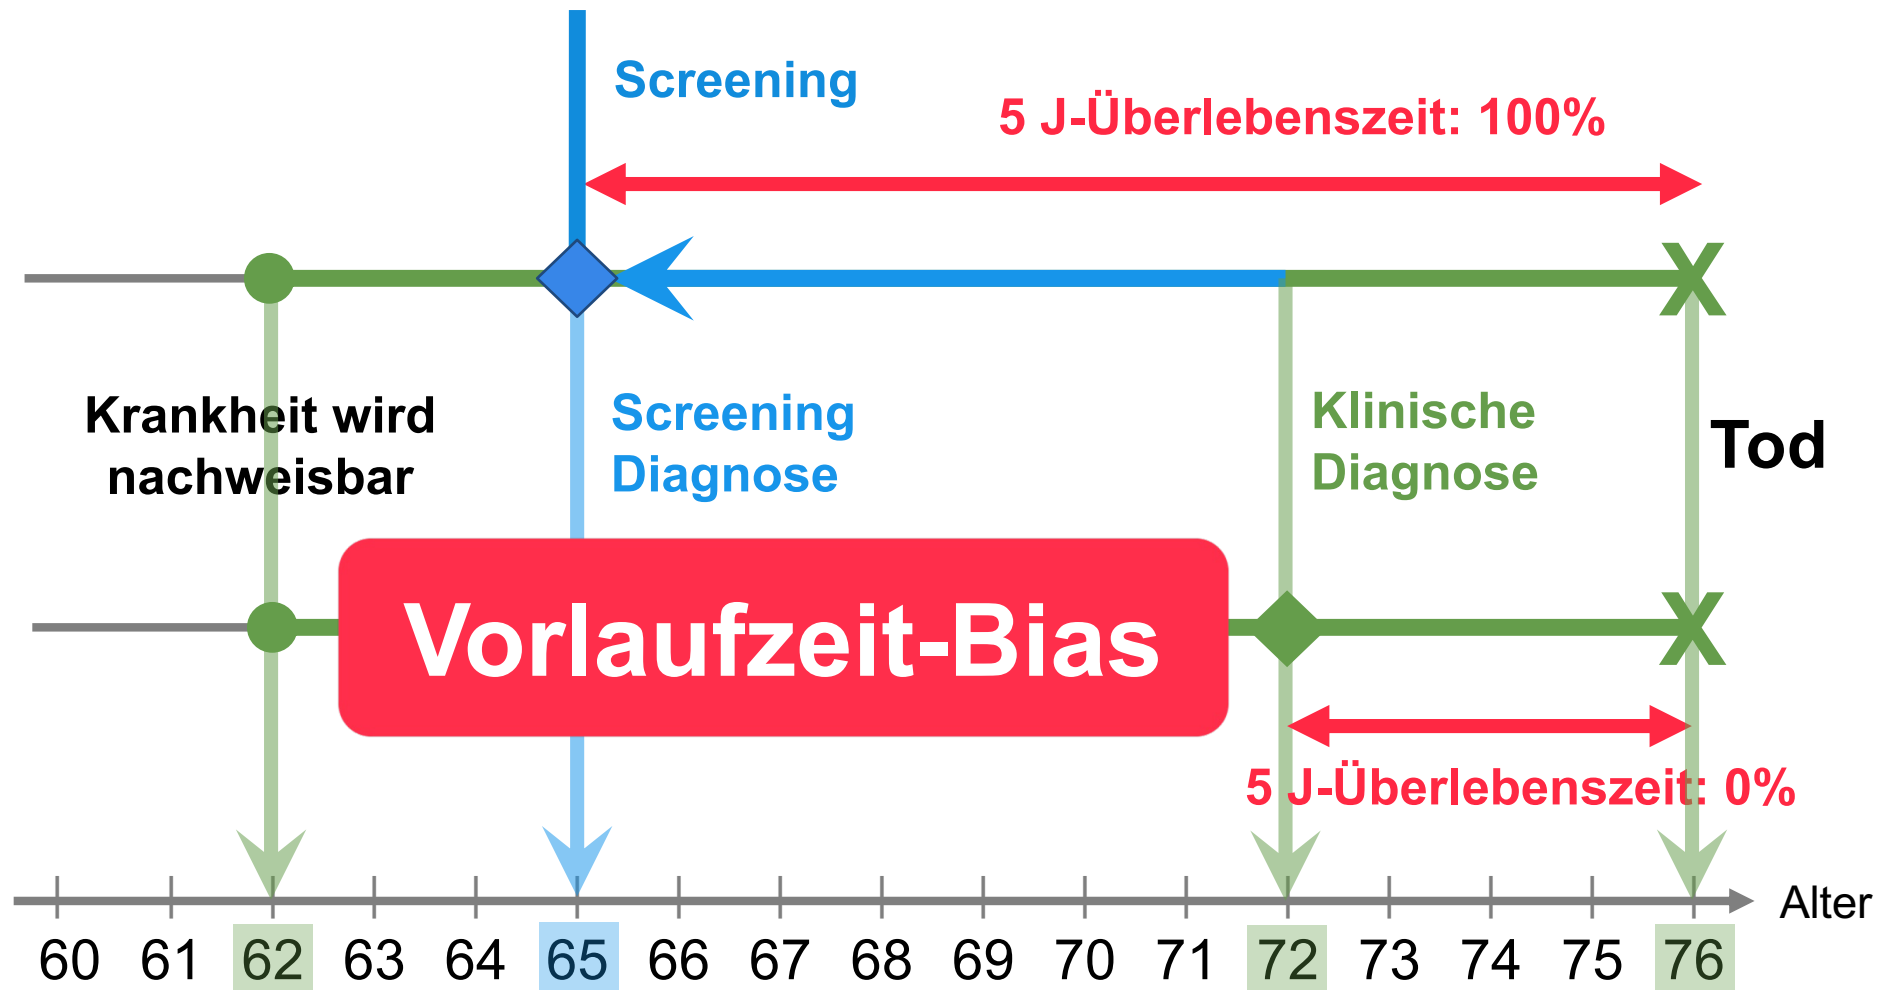 Screening
5 J-Überlebenszeit: 100%
X
Krankheit wird
nachweisbar
Screening
Diagnose
Klinische
Diagnose
Tod
Vorlaufzeit-Bias
X
5 J-Überlebenszeit: 0%
Alter
60 61 62 63 64 65 66 67 68 69 70 71 72 73 74 75 76